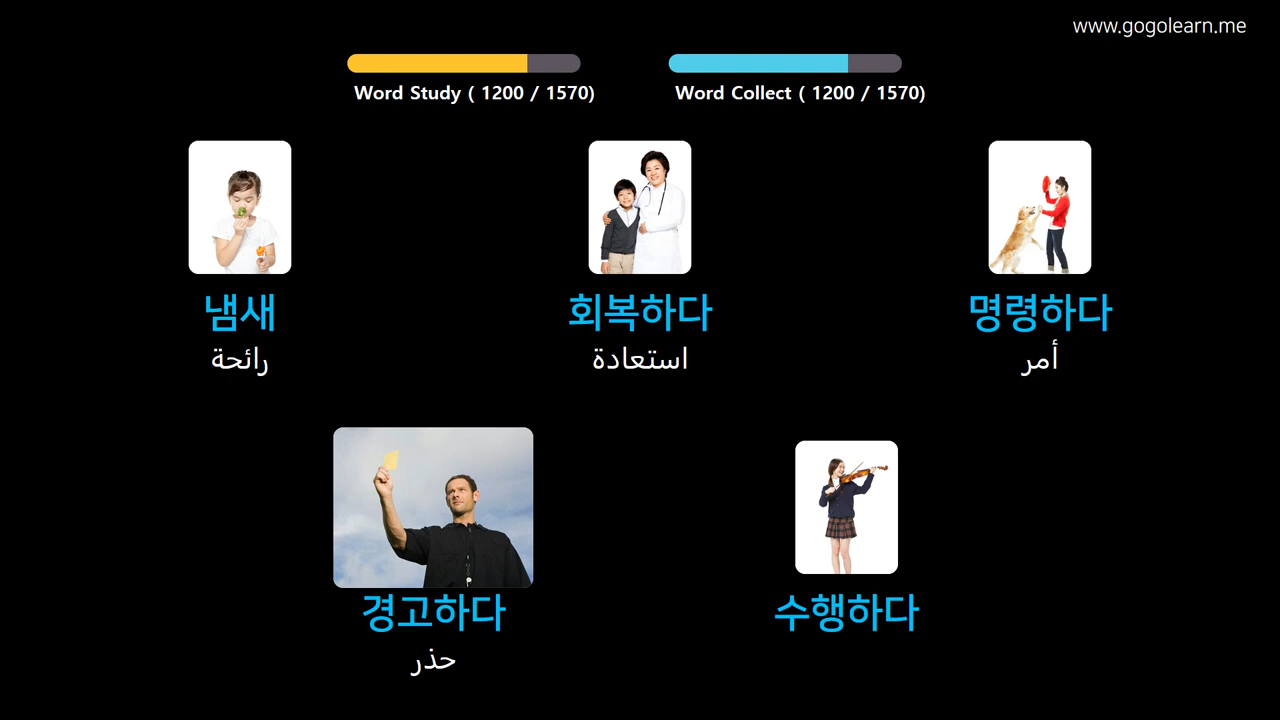 www.gogolearn.me
Word Study ( 1200 / 1570)
Word Collect ( 1200 / 1570)
냄새
رائحة
회복하다
استعادة
명령하다
أمر
경고하다
حذر
수행하다